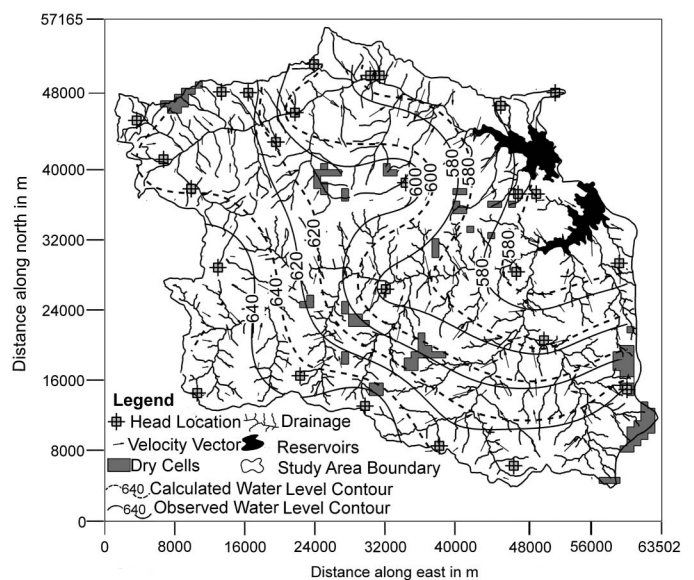 57165
48000
40000
32000
24000
16000
8000
0
Distance along north in m
580
580
600
600
620
620
640
640
580
580
Legend
Head Location Drainage
Velocity Vector Reservoirs
Dry Cells Study Area Boundary
640 Calculated Water Level Contour
640 Observed Water Level Contour
0 8000 16000 24000 32000 40000 48000 56000 63502
Distance along east in m